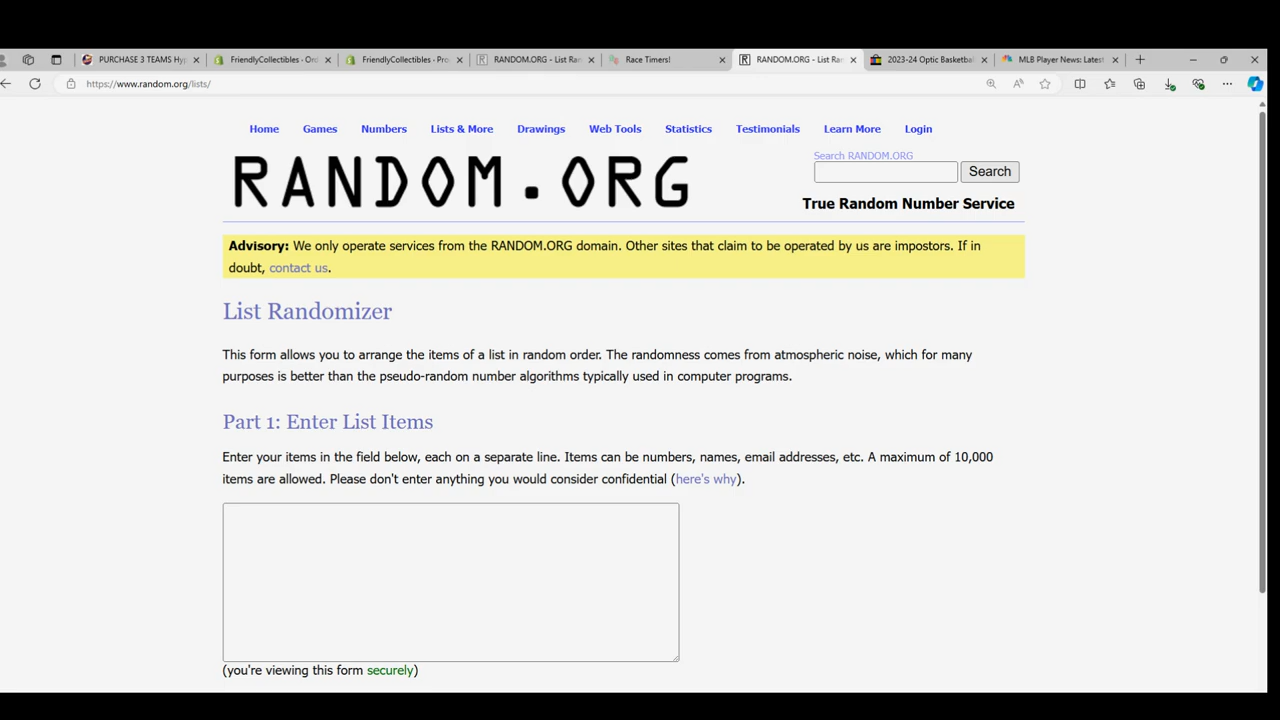 PURCHASE 3 TEAMS Hy
FriendlyCollectibles - Or
FriendlyCollectibles - Pro
RANDOM.ORG - List Ra
Race Timers!
RANDOM.ORG - List Ra
2023-24 Optic Basketba
MLB Player News: Latest
https://www.random.org/lists/
Home Games Numbers Lists & More Drawings Web Tools Statistics Testimonials Learn More Login
RANDOM.ORG
Search RANDOM.ORG
Search
True Random Number Service
Advisory: We only operate services from the RANDOM.ORG domain. Other sites that claim to be operated by us are impostors. If in
doubt, contact us.
List Randomizer
This form allows you to arrange the items of a list in random order. The randomness comes from atmospheric noise, which for many
purposes is better than the pseudo-random number algorithms typically used in computer programs.
Part 1: Enter List Items
Enter your items in the field below, each on a separate line. Items can be numbers, names, email addresses, etc. A maximum of 10,000
items are allowed. Please don't enter anything you would consider confidential (here's why).
(you're viewing this form securely)